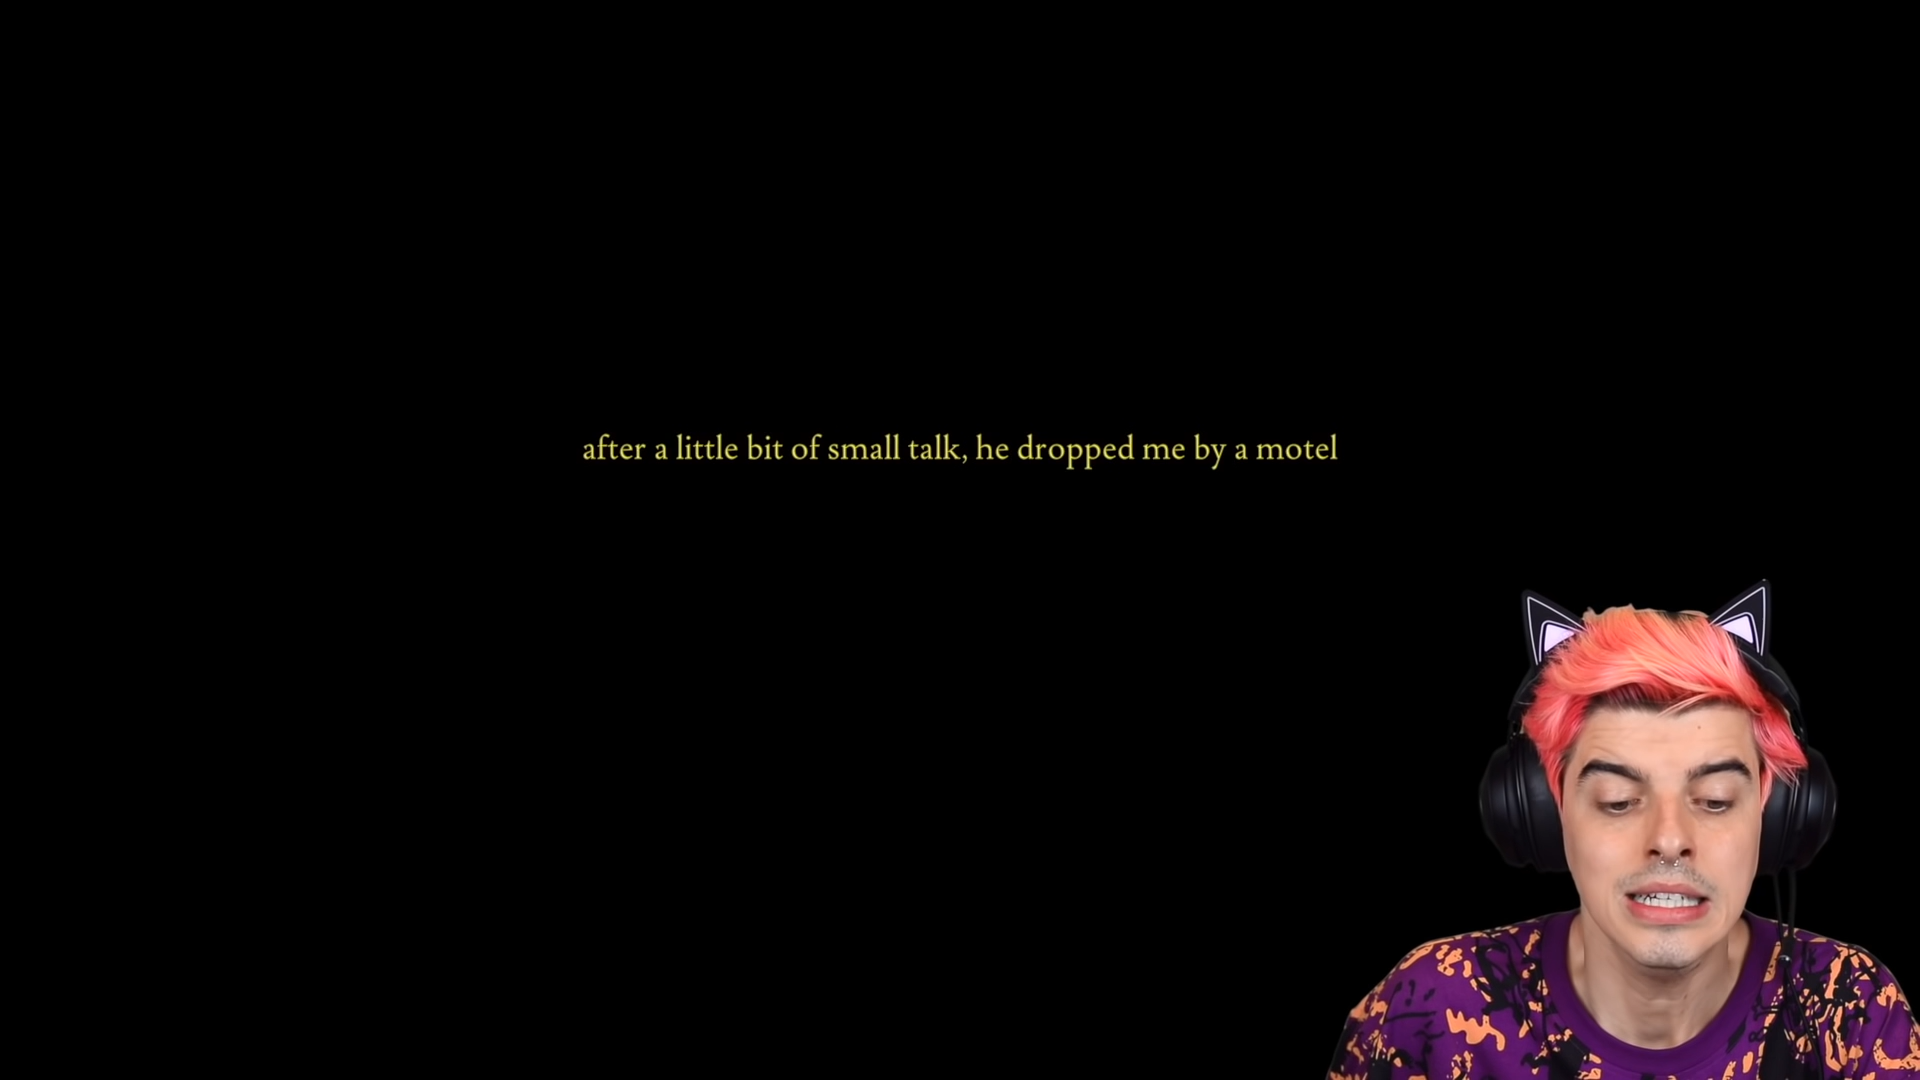 after a little bit of small talk, he dropped me by a motel